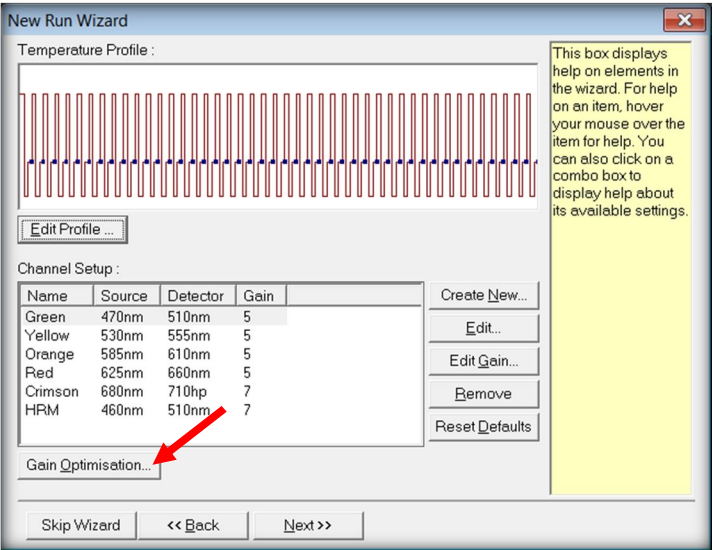 New Run Wizard
Temperature Profile :
Edit Profile ...
Channel Setup :
Name Source Detector Gain
Green 470nm 510nm 5
Yellow 530nm 555nm 5
Orange 585nm 610nm 5
Red 625nm 660nm 5
Crimson 680nm 710hp 7
HRM 460nm 510nm 7
Create New...
Edit...
Edit Gain...
Remove
Reset Defaults
Gain Optimisation...
This box displays
help on elements in
the wizard. For help
on an item, hover
your mouse over the
item for help. You
can also click on a
combo box to
display help about
its available settings.
Skip Wizard << Back Next >>